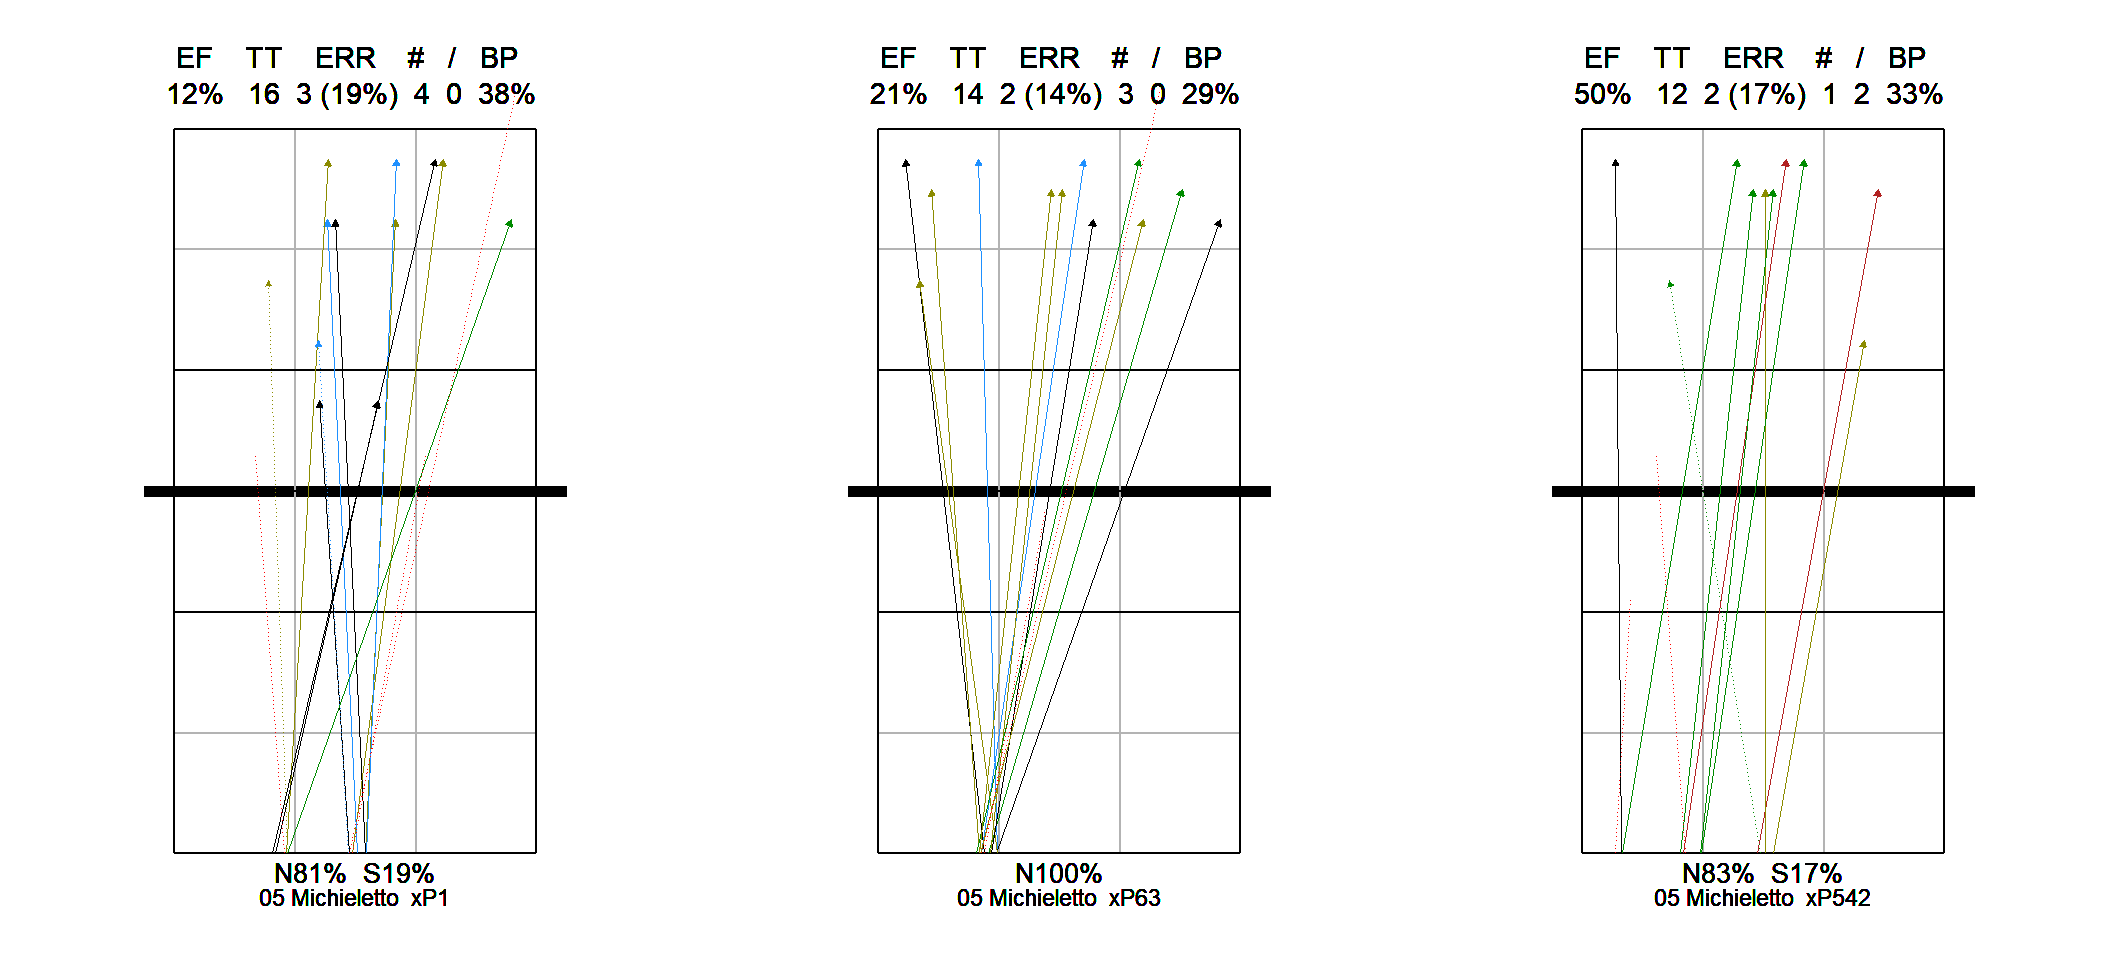 EF TT ERR # / BP
12% 16 3 (19%) 4 0 38%
N81% S19%
05 Michieletto xP1
EF TT ERR # / BP
21% 14 2 (14%) 3 0 29%
N100%
05 Michieletto xP63
EF TT ERR # / BP
50% 12 2 (17%) 1 2 33%
N83% S17%
05 Michieletto xP542